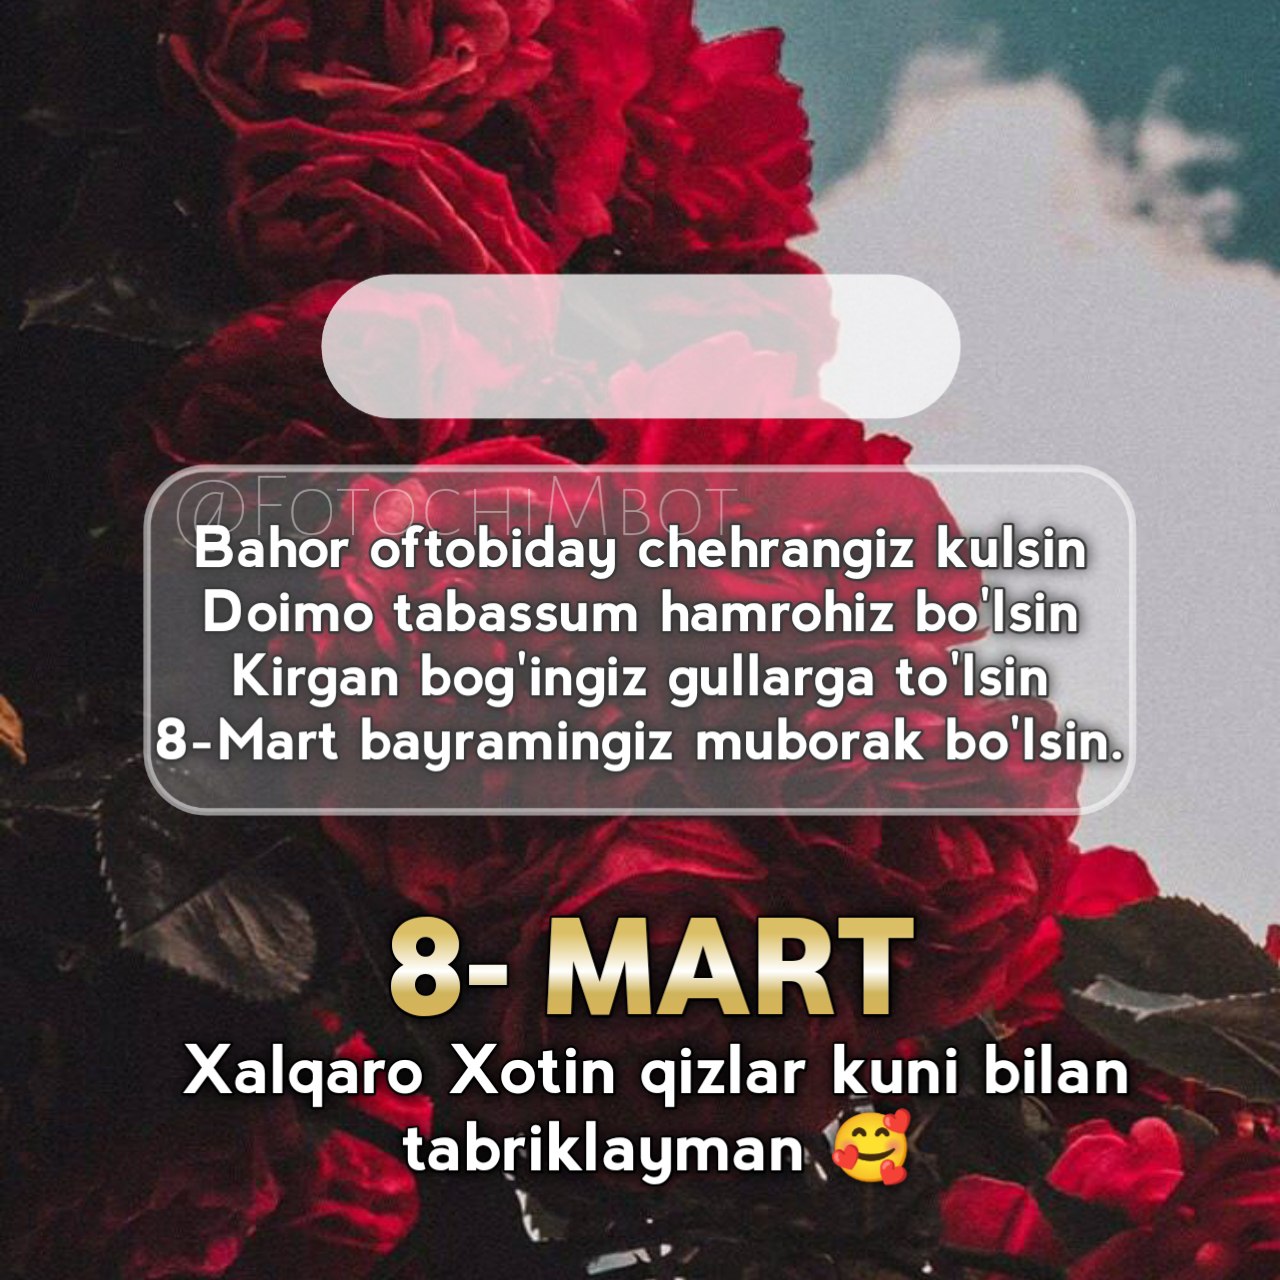 @FotochiMbot
Bahor oftobiday chehrangiz kulsin
Doimo tabassum hamrohiz bo'lsin
Kirgan bog'ingiz gullarga to'lsin
8-Mart bayramingiz muborak bo'lsin.
8- MART
Xalqaro Xotin qizlar kuni bilan
tabriklayman 🥰